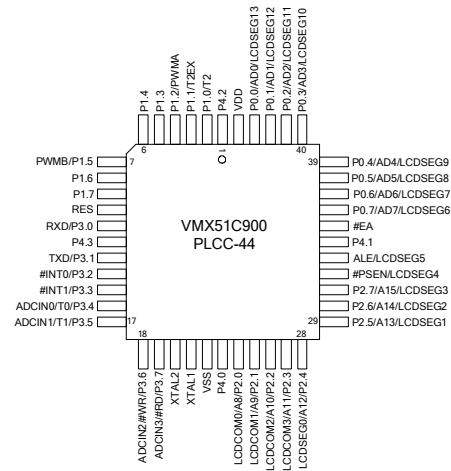 P1.4
P1.3
P1.2/PWMA
P1.1/T2EX
P1.0/T2
P4.2
VDD
P0.0/AD0/LCDSEG13
P0.1/AD1/LCDSEG12
P0.2/AD2/LCDSEG11
P0.3/AD3/LCDSEG10
6
1
40
PWMB/P1.5
P1.6
P1.7
RES
RXD/P3.0
P4.3
TXD/P3.1
#INT0/P3.2
#INT1/P3.3
ADCIN0/T0/P3.4
ADCIN1/T1/P3.5
7
17
VMX51C900
PLCC-44
39
29
P0.4/AD4/LCDSEG9
P0.5/AD5/LCDSEG8
P0.6/AD6/LCDSEG7
P0.7/AD7/LCDSEG6
#EA
P4.1
ALE/LCDSEG5
#PSEN/LCDSEG4
P2.7/A15/LCDSEG3
P2.6/A14/LCDSEG2
P2.5/A13/LCDSEG1
18
28
ADCIN2/#WR/P3.6
ADCIN3/#RD/P3.7
XTAL2
XTAL1
VSS
P4.0
LCDCOM0/A8/P2.0
LCDCOM1/A9/P2.1
LCDCOM2/A10/P2.2
LCDCOM3/A11/P2.3
LCDSEG0/A12/P2.4